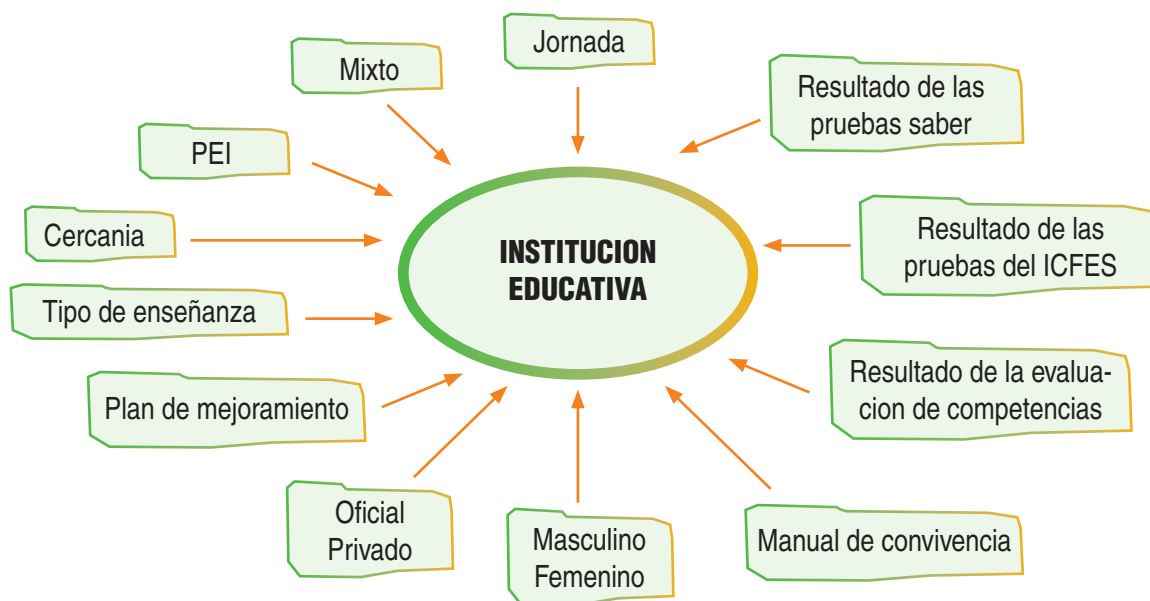 Jornada
Mixto
Resultado de las
pruebas saber
PEI
Cercania
Resultado de las
pruebas del ICFES
INSTITUCION
EDUCATIVA
Tipo de enseñanza
Resultado de la evalua-
cion de competencias
Plan de mejoramiento
Oficial
Privado
Masculino
Femenino
Manual de convivencia